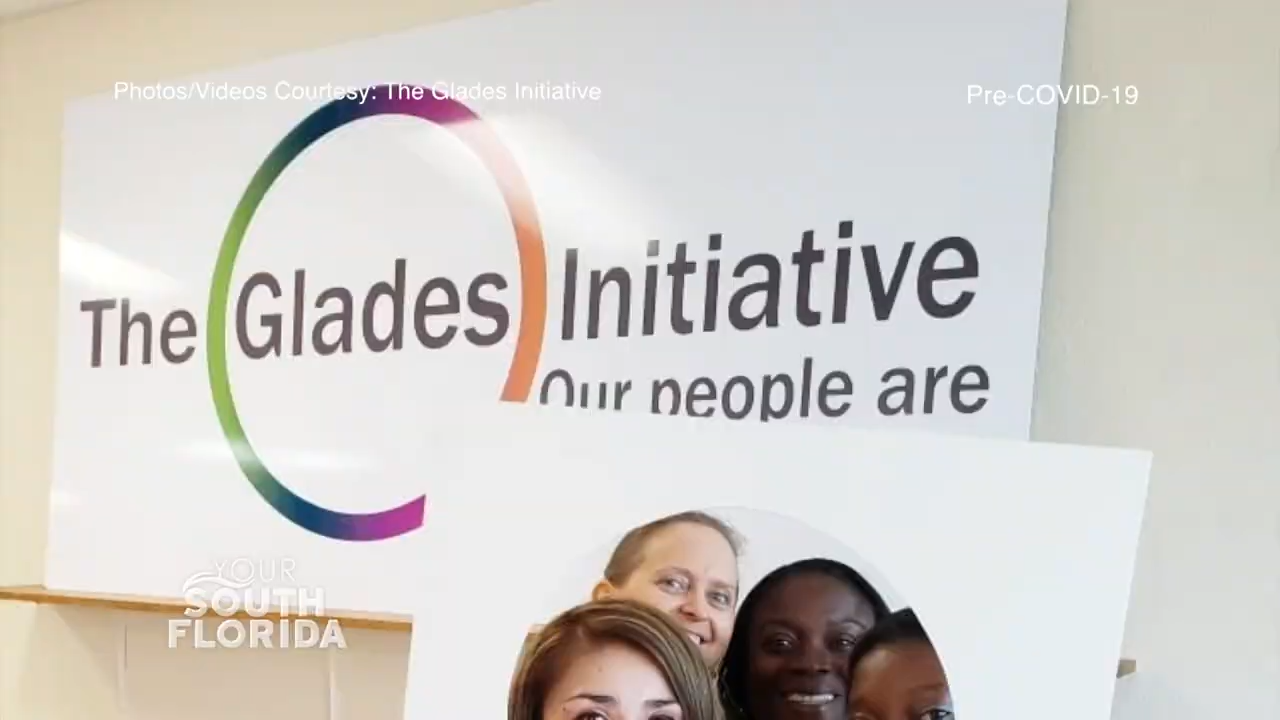 Photos/Videos Courtesy: The Glades Initiative
Pre-COVID-19
The Glades Initiative
Our people are
YOUR
SOUTH
FLORIDA